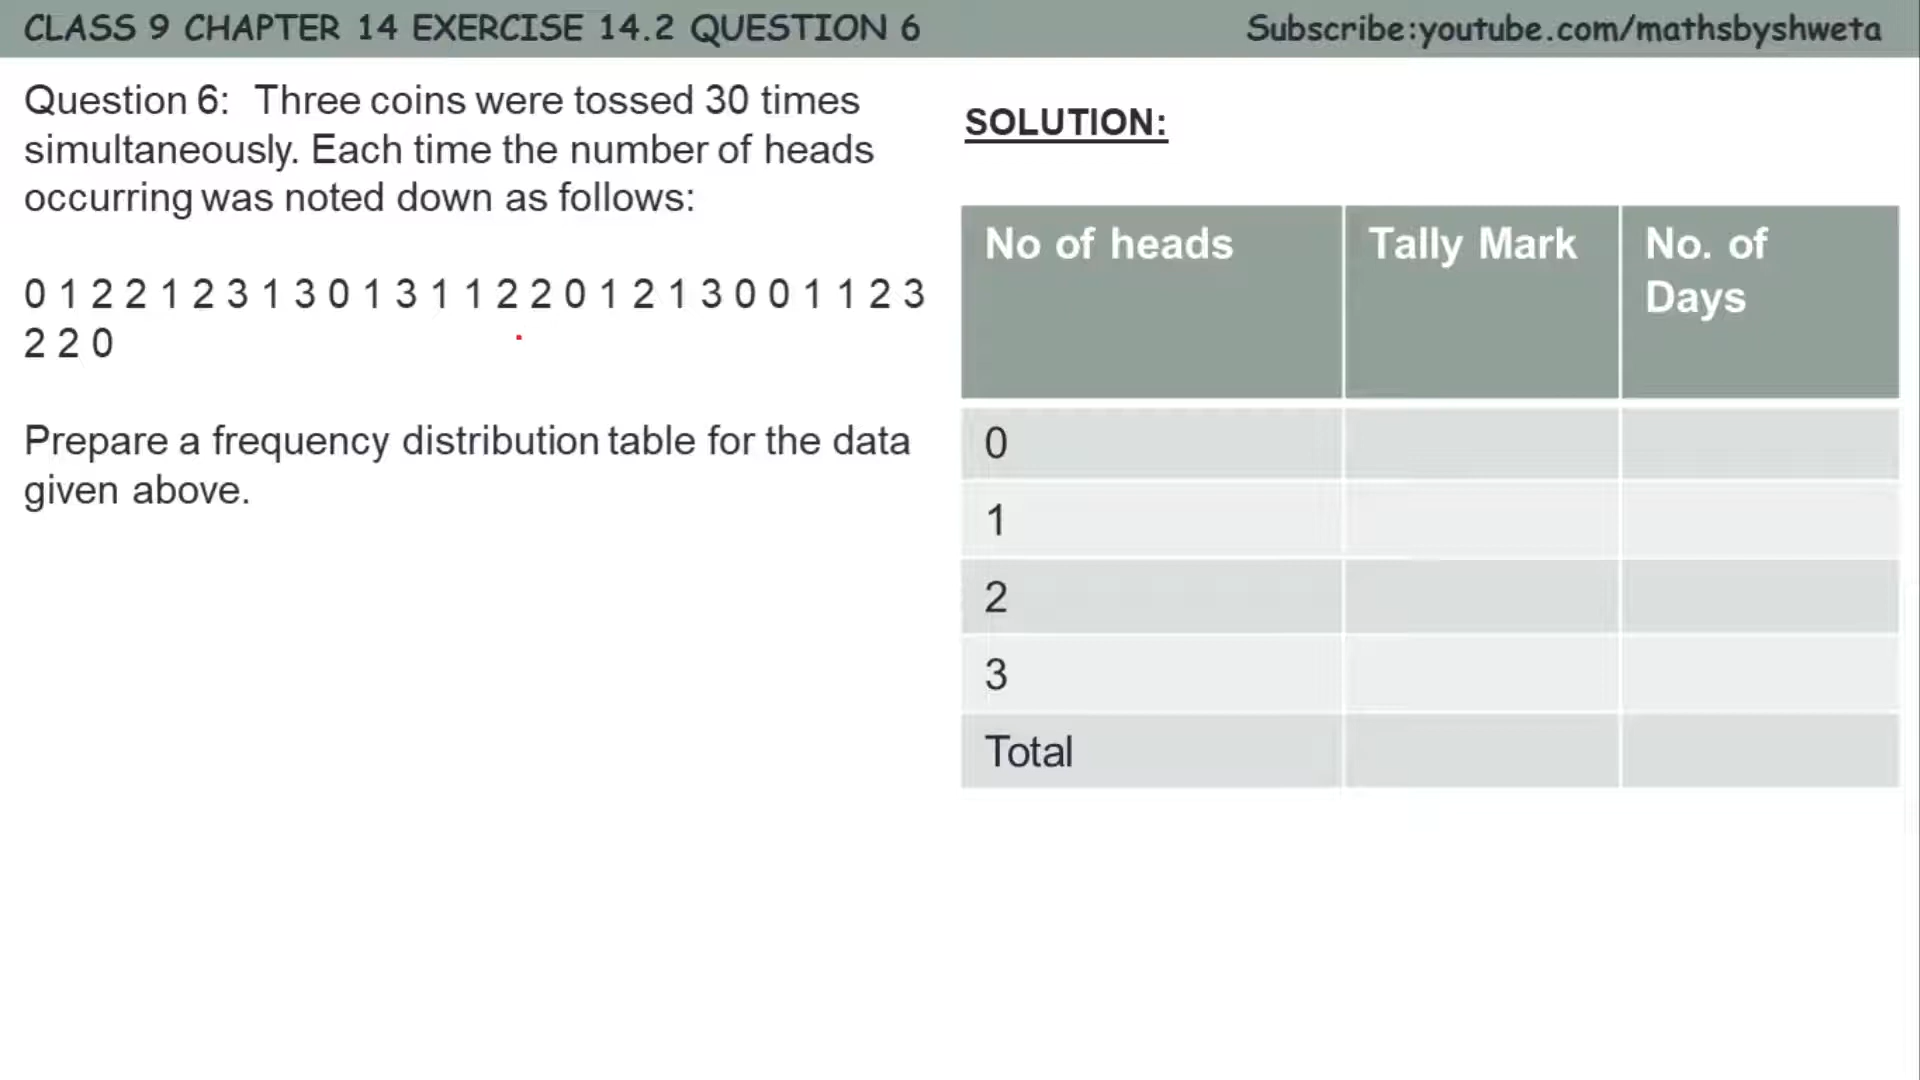 CLASS 9 CHAPTER 14 EXERCISE 14.2 QUESTION 6
Subscribe:youtube.com/mathsbyshweta
Question 6: Three coins were tossed 30 times
simultaneously. Each time the number of heads
occurring was noted down as follows:
0 1 2 2 1 2 3 1 3 0 1 3 1 1 2 2 0 1 2 1 3 0 0 1 1 2 3
2 2 0
Prepare a frequency distribution table for the data
given above.
SOLUTION:
No of heads Tally Mark No. of
Days
0
1
2
3
Total